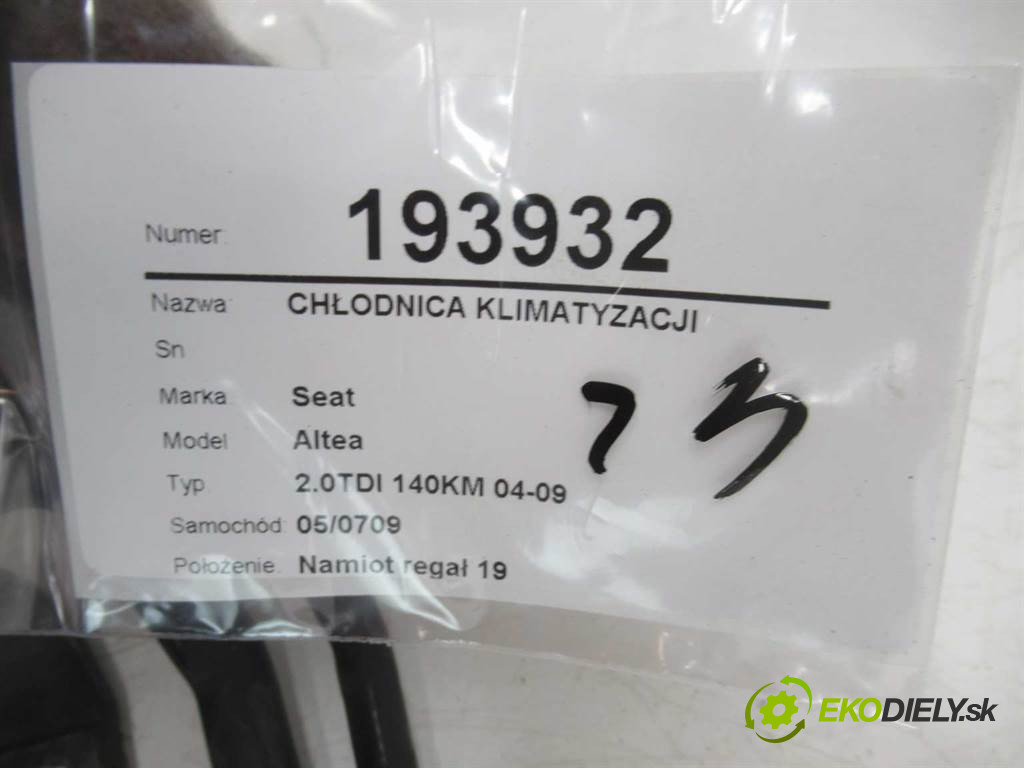 Numer: 193932
Nazwa: CHŁODNICA KLIMATYZACJI
Sn
Marka: Seat
Model Altea
Typ 2.0TDI 140KM 04-09
Samochód: 05/0709
Położenie: Namiot regał 19
73
EKODIELY.sk